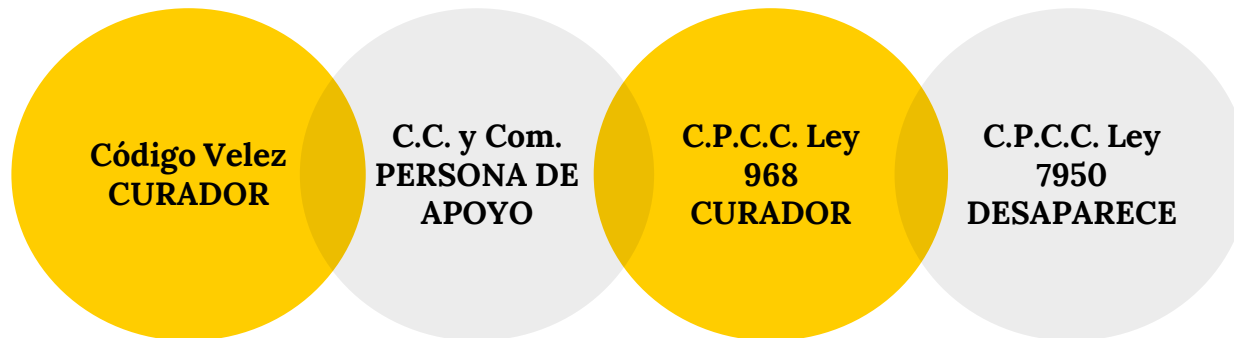 Código Velez
CURADOR
C.C. y Com.
PERSONA DE
APOYO
C.P.C.C. Ley
968
CURADOR
C.P.C.C. Ley
7950
DESAPARECE